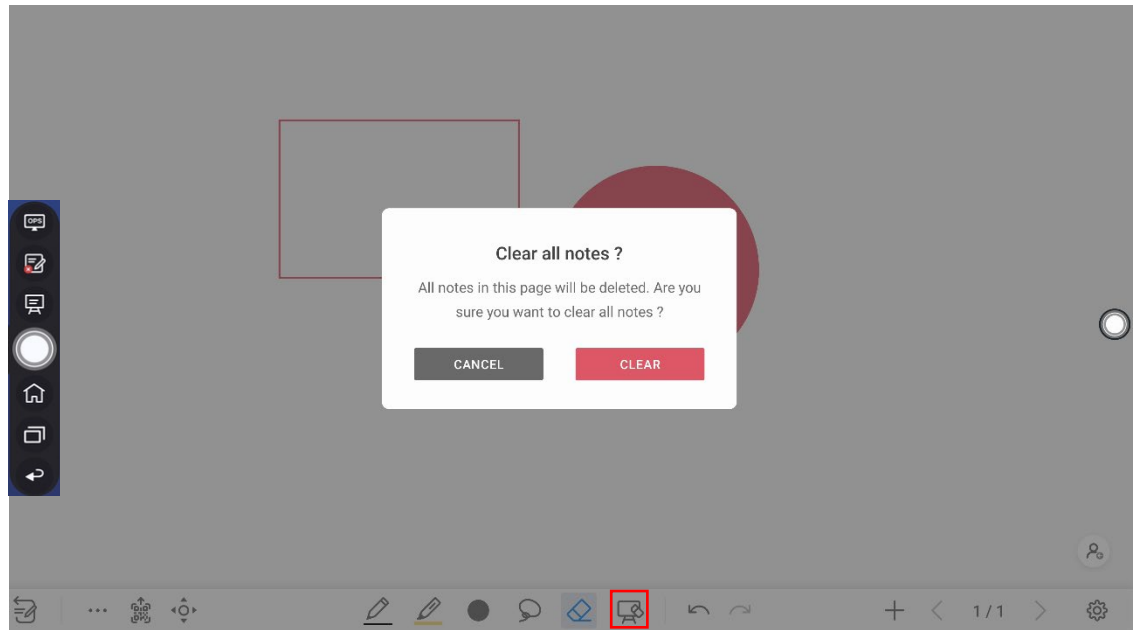 OPS
Clear all notes ?
All notes in this page will be deleted. Are you
sure you want to clear all notes ?
CANCEL
CLEAR
1/1